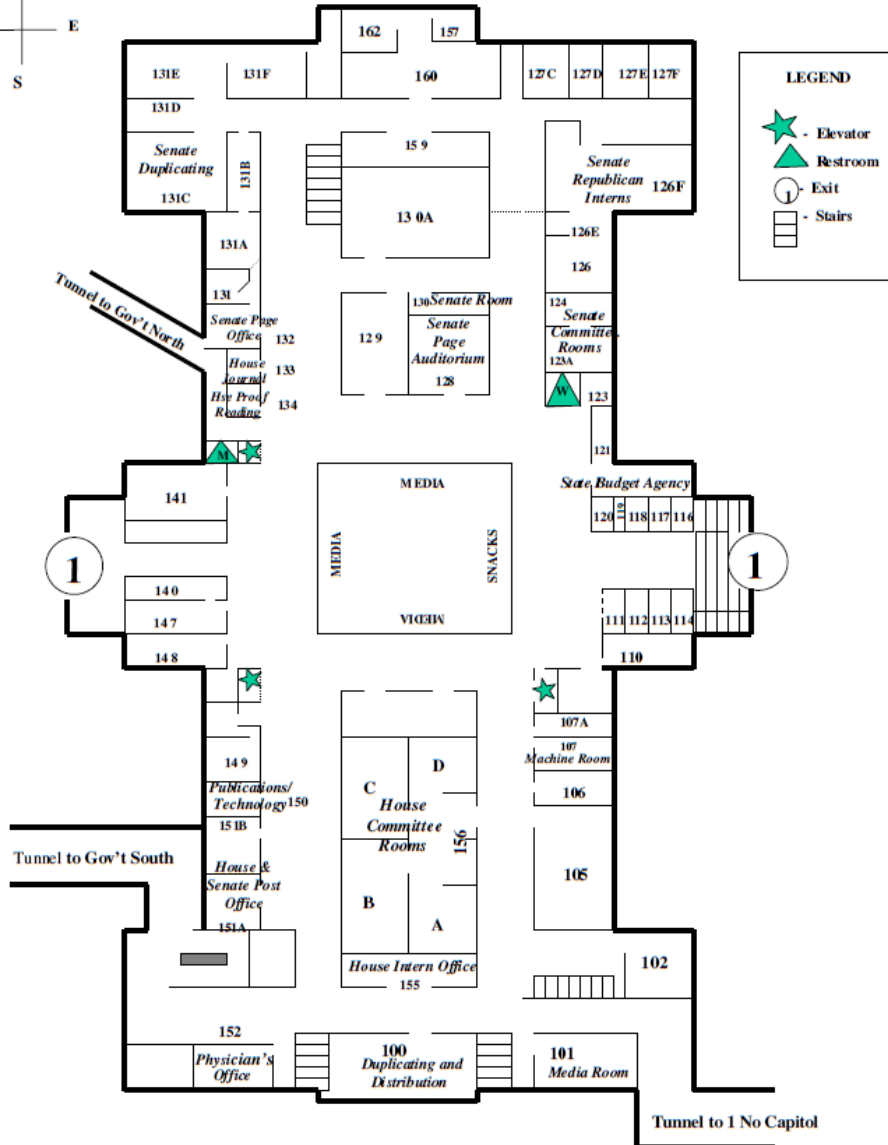 E
S
162
157
131E
131F
160
127C
127D
127E
127F
131D
LEGEND
- Elevator
Restroom
1
- Exit
- Stairs
Senate
Duplicating
131C
131B
15 9
13 0A
Senate
Republican
Interns
126F
131A
126E
126
131
Tunnel to Gov't North
Senate Page
Office
132
House
Journal
133
Hse Proof
Reading
134
12 9
130
Senate Room
Senate
Page
Auditorium
128
124
Senate
Committee
Rooms
123A
W
123
121
M
141
MEDIA
MEDIA
SNACKS
MEDIA
State Budget Agency
120
119
118
117
116
1
1
14 0
14 7
14 8
111
112
113
114
110
107A
107
Machine Room
106
105
14 9
Publications/
Technology
150
151B
Tunnel to Gov't South
House &
Senate Post
Office
151A
D
C
House
Committee
Rooms
156
B
A
House Intern Office
155
102
152
Physician's
Office
100
Duplicating and
Distribution
101
Media Room
Tunnel to 1 No Capitol